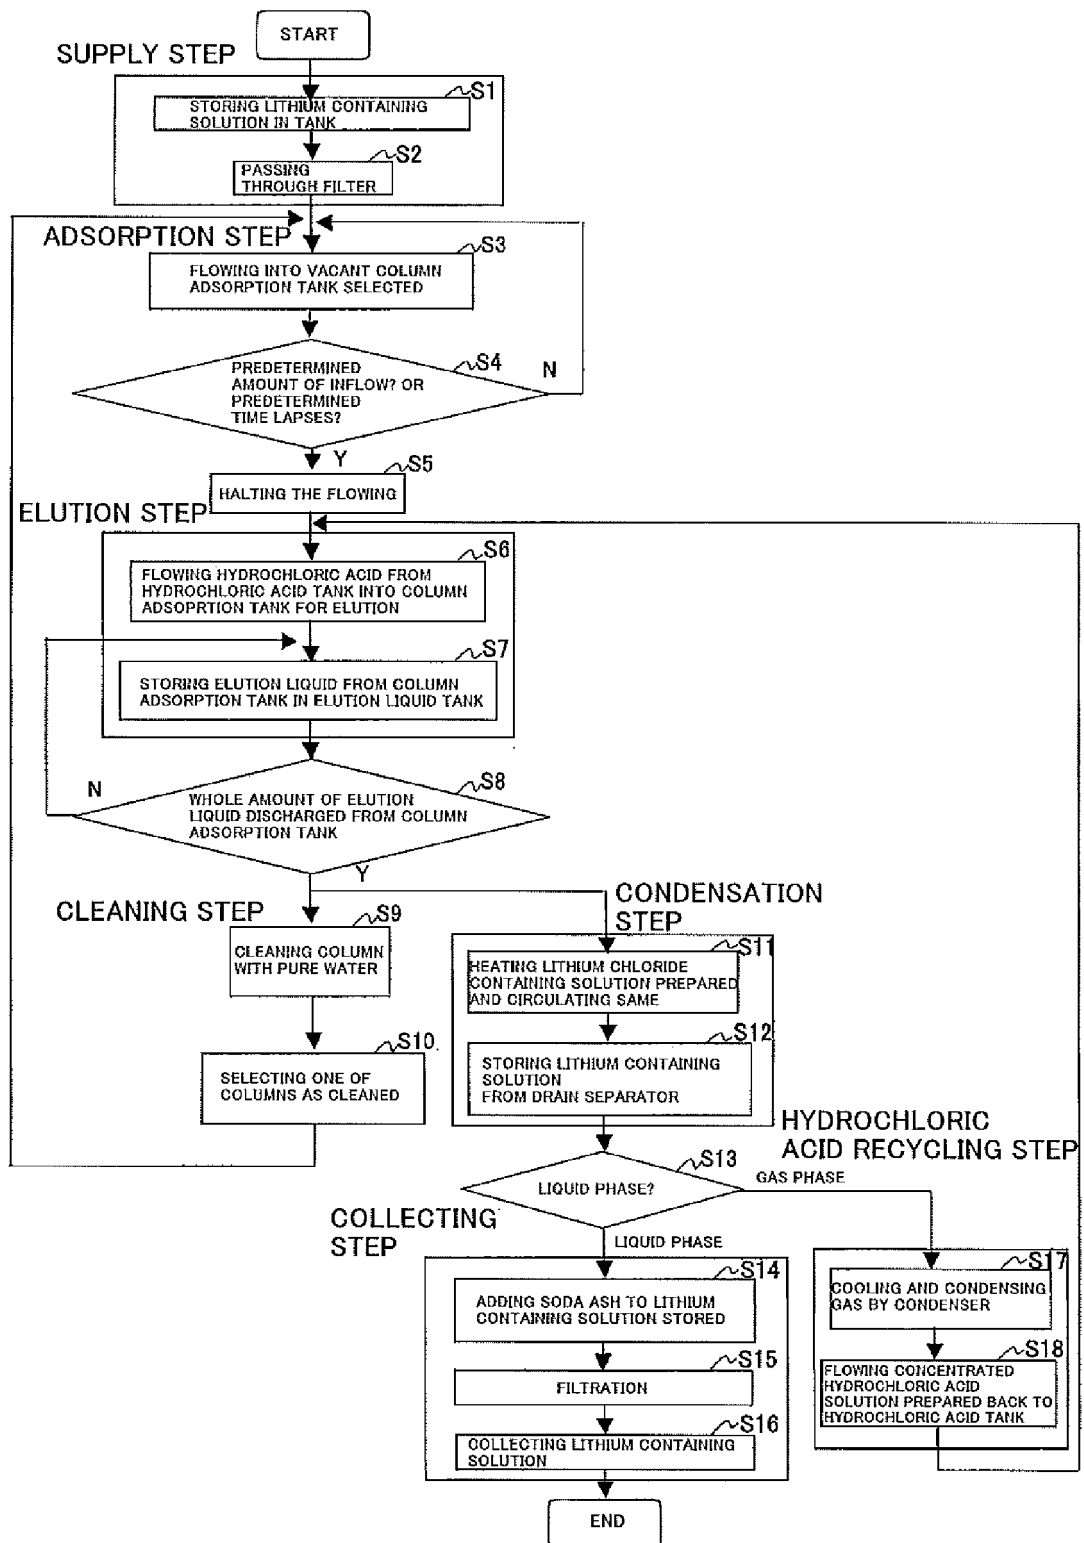 START
SUPPLY STEP
S1
STORING LITHIUM CONTAINING
SOLUTION IN TANK
S2
PASSING
THROUGH FILTER
ADSORPTION STEP
S3
FLOWING INTO VACANT COLUMN
ADSORPTION TANK SELECTED
S4
N
PREDETERMINED
AMOUNT OF INFLOW? OR
PREDETERMINED
TIME LAPSES?
Y
S5
HALTING THE FLOWING
ELUTION STEP
S6
FLOWING HYDROCHLORIC ACID FROM
HYDROCHLORIC ACID TANK INTO COLUMN
ADSOPRTION TANK FOR ELUTION
S7
STORING ELUTION LIQUID FROM COLUMN
ADSORPTION TANK IN ELUTION LIQUID TANK
S8
N
WHOLE AMOUNT OF ELUTION
LIQUID DISCHARGED FROM COLUMN
ADSORPTION TANK
Y
CLEANING STEP
S9
CLEANING COLUMN
WITH PURE WATER
S10
SELECTING ONE OF
COLUMNS AS CLEANED
CONDENSATION
STEP
S11
HEATING LITHIUM CHLORIDE
CONTAINING SOLUTION PREPARED
AND CIRCULATING SAME
S12
STORING LITHIUM CONTAINING
SOLUTION
FROM DRAIN SEPARATOR
HYDROCHLORIC
ACID RECYCLING STEP
S13
LIQUID PHASE?
GAS PHASE
COLLECTING
STEP
LIQUID PHASE
S14
ADDING SODA ASH TO LITHIUM
CONTAINING SOLUTION STORED
S15
FILTRATION
S16
COLLECTING LITHIUM CONTAINING
SOLUTION
S17
COOLING AND CONDENSING
GAS BY CONDENSER
S18
FLOWING CONCENTRATED
HYDROCHLORIC ACID
SOLUTION PREPARED BACK TO
HYDROCHLORIC ACID TANK
END